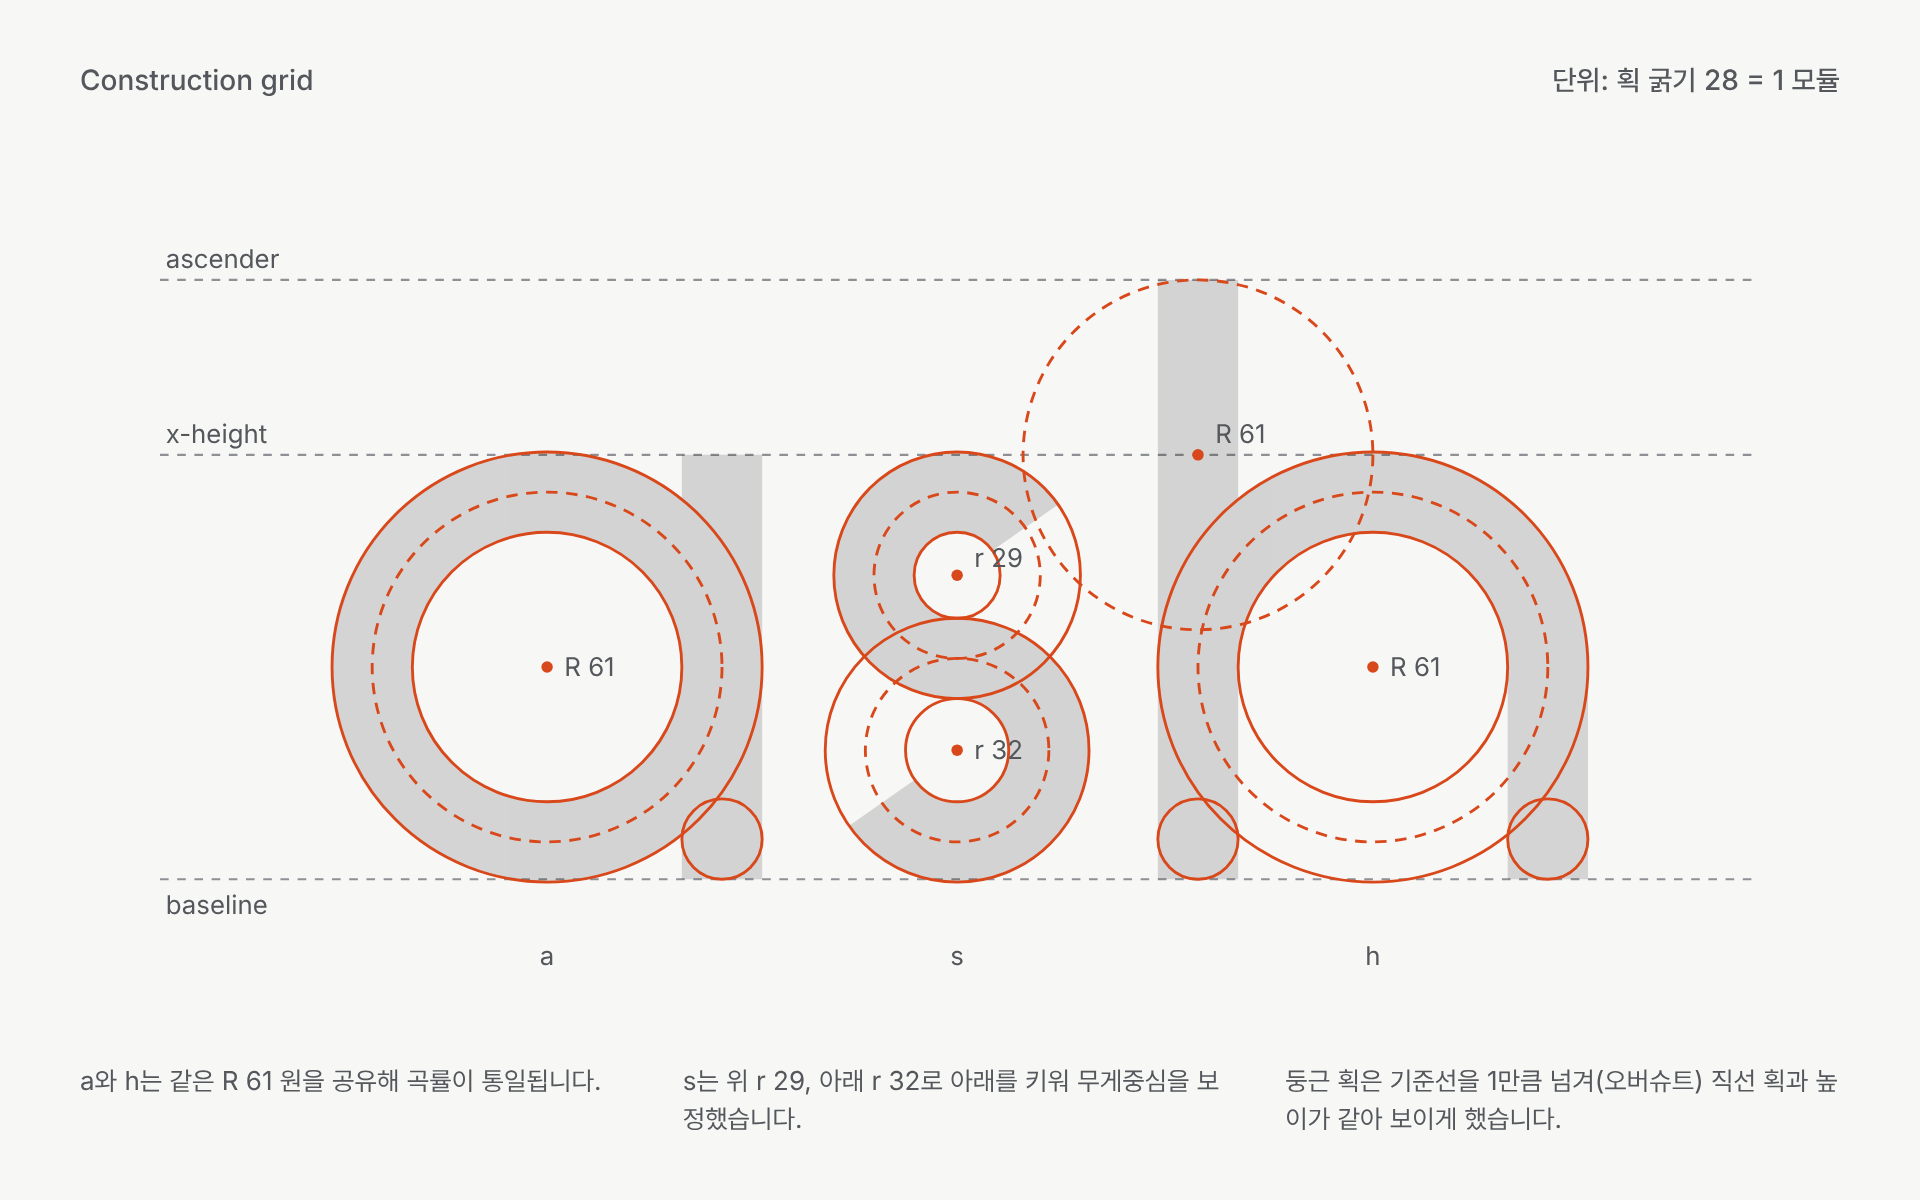 Construction grid
단위: 획 굵기 28 = 1 모듈
ascender
x-height
R 61
r 29
R 61
r 32
R 61
baseline
a
s
h
a와 h는 같은 R 61 원을 공유해 곡률이 통일됩니다.
s는 위 r 29, 아래 r 32로 아래를 키워 무게중심을 보
정했습니다.
둥근 획은 기준선을 1만큼 넘겨(오버슈트) 직선 획과 높
이가 같아 보이게 했습니다.